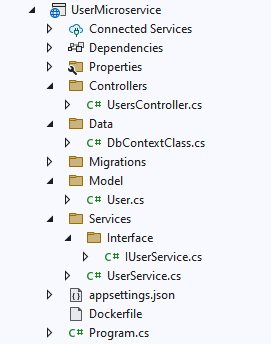 UserMicroservice
Connected Services
Dependencies
Properties
Controllers
C# UsersController.cs
Data
C# DbContextClass.cs
Migrations
Model
C# User.cs
Services
Interface
C# IUserService.cs
C# UserService.cs
appsettings.json
Dockerfile
C# Program.cs